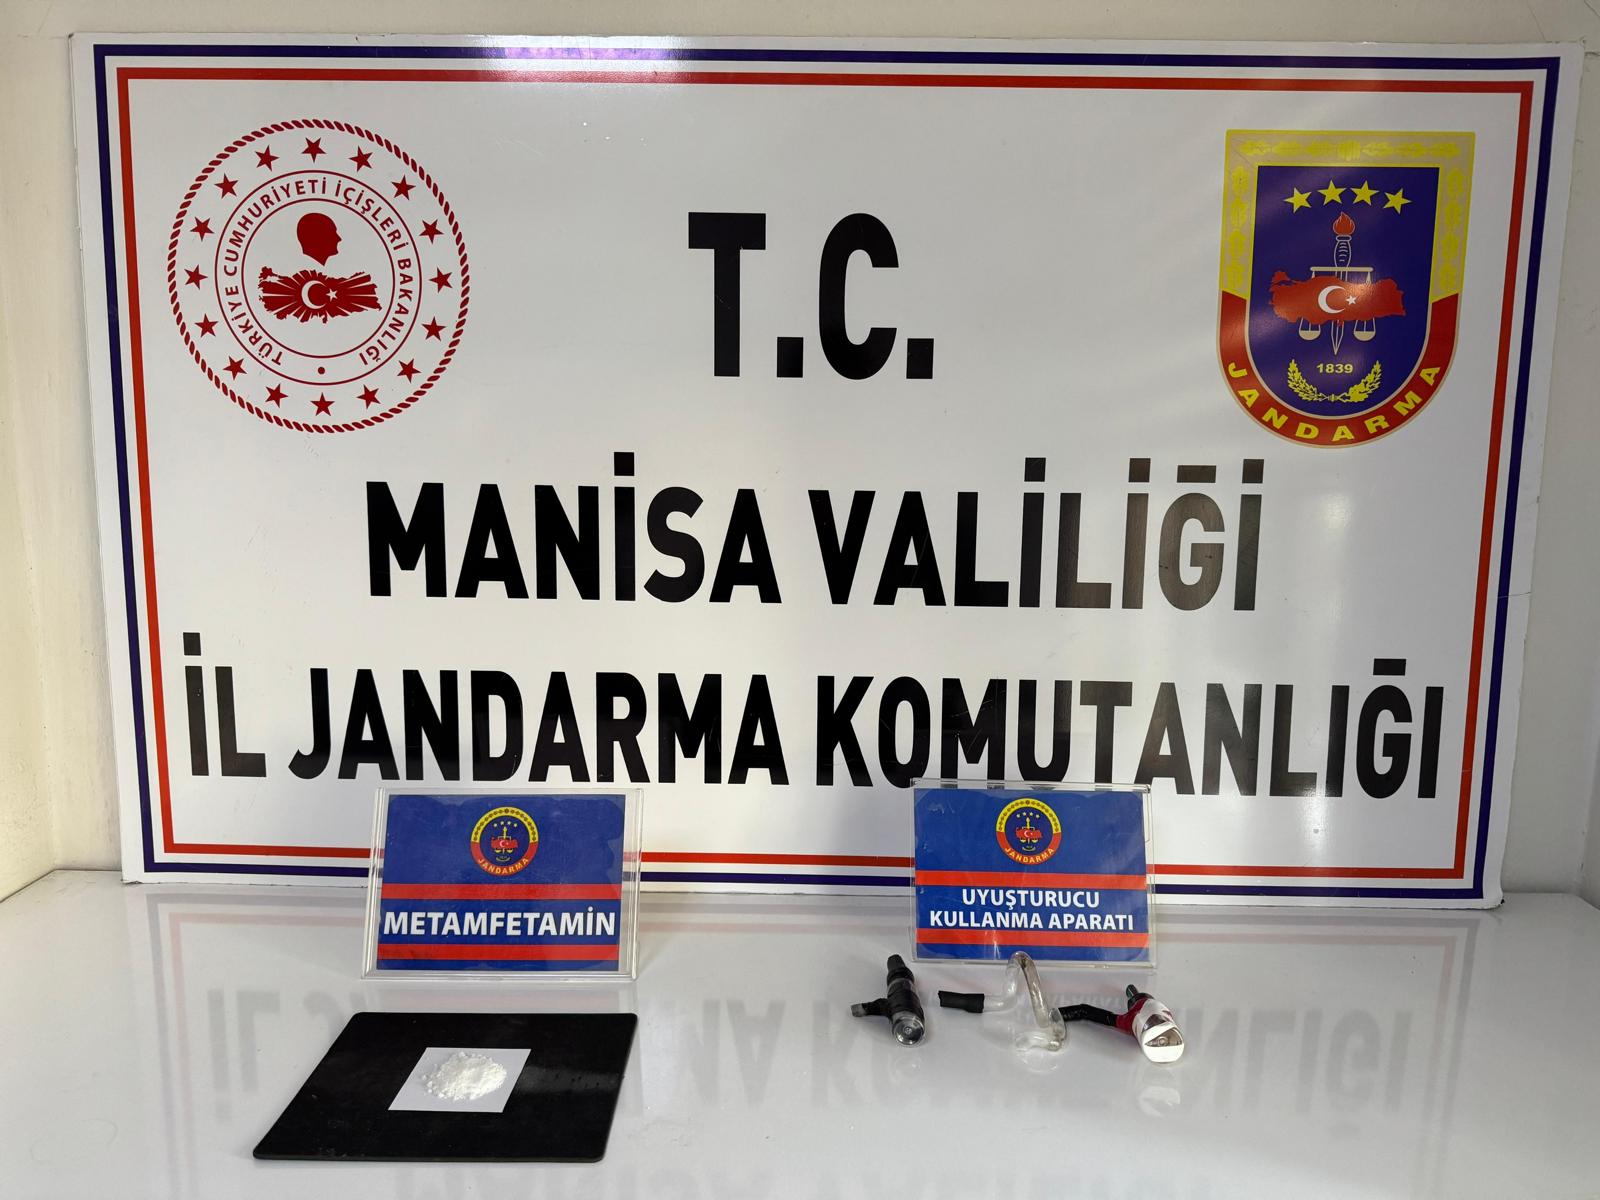 TÜRKİYE CUMHURİYETİ İÇİŞLERİ BAKANLIĞI
1839
JANDARMA
T.C.
MANİSA VALİLİĞİ
İL JANDARMA KOMUTANLIĞI
JANDARMA
METAMFETAMİN
JANDARMA
UYUŞTURUCU
KULLANMA APARATI